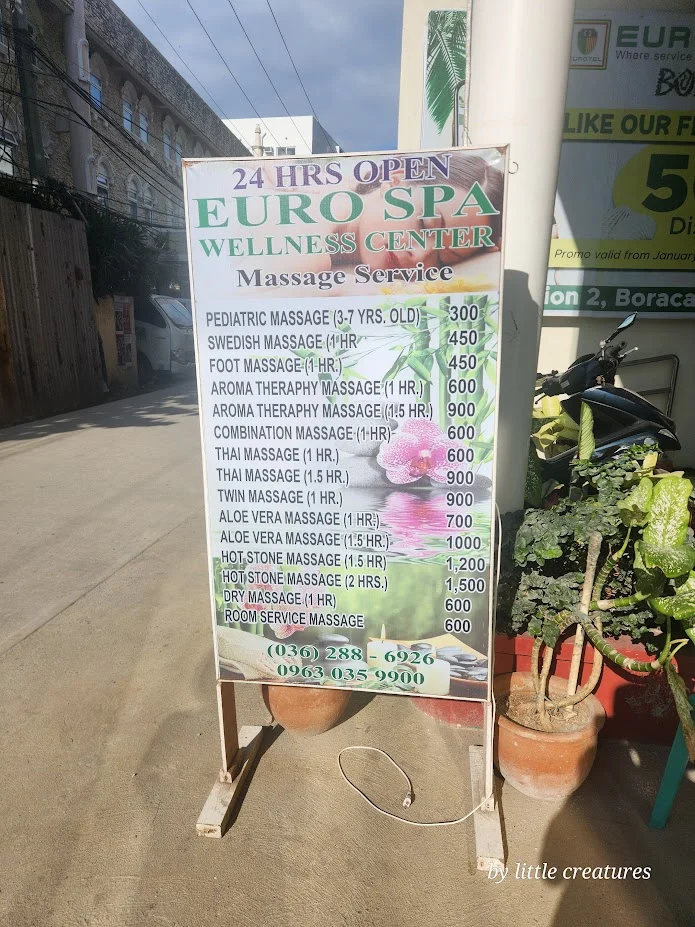 24 HRS OPEN
EURO SPA
WELLNESS CENTER
Massage Service
PEDIATRIC MASSAGE (3-7 YRS. OLD) 300
SWEDISH MASSAGE (1 HR 450
FOOT MASSAGE (1 HR.) 450
AROMA THERAPHY MASSAGE (1 HR.) 600
AROMA THERAPHY MASSAGE (1.5 HR.) 900
COMBINATION MASSAGE (1 HR) 600
THAI MASSAGE (1 HR.) 600
THAI MASSAGE (1.5 HR.) 900
TWIN MASSAGE (1 HR.) 900
ALOE VERA MASSAGE (1 HR.) 700
ALOE VERA MASSAGE (1.5 HR.) 1000
HOT STONE MASSAGE (1.5 HR) 1,200
HOT STONE MASSAGE (2 HRS.) 1,500
DRY MASSAGE (1 HR) 600
ROOM SERVICE MASSAGE 600
(036) 288 - 6926
0963 035 9900
EUROTEL
EUR
Where service
BO
LIKE OUR F
5
Di
Promo valid from January
ion 2, Boraca
by little creatures